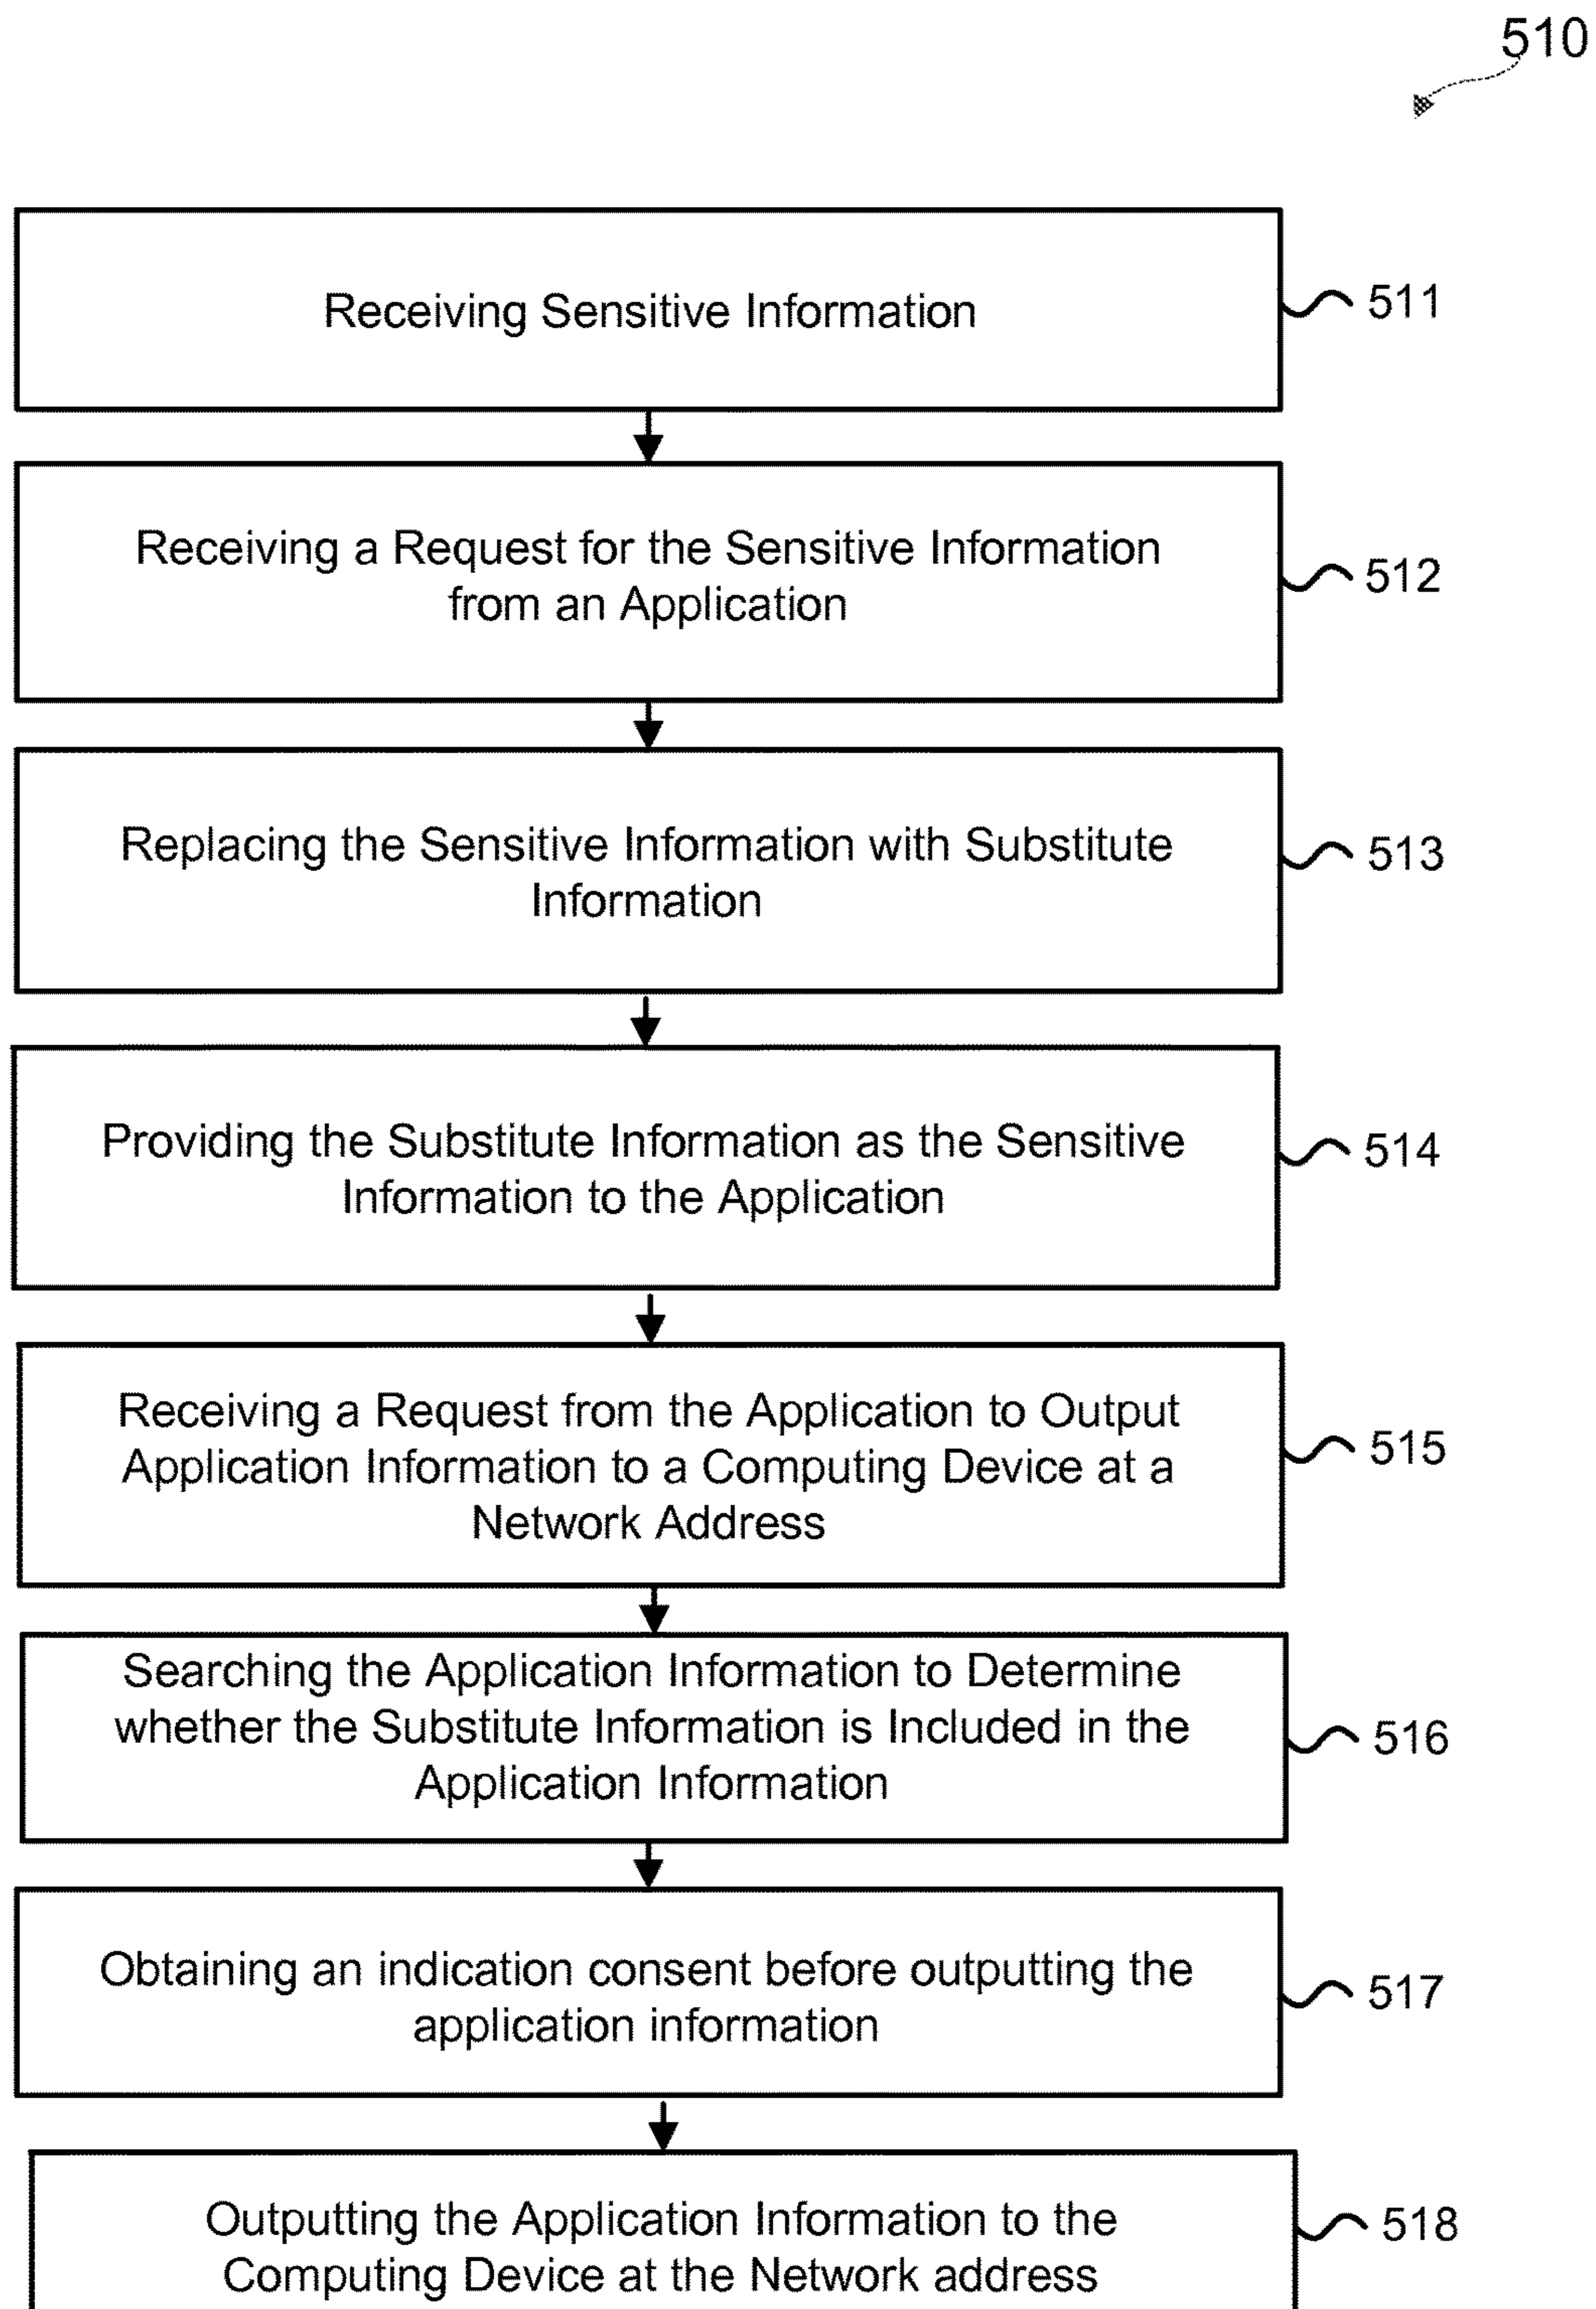 510
Receiving Sensitive Information
511
Receiving a Request for the Sensitive Information
from an Application
512
Replacing the Sensitive Information with Substitute
Information
513
Providing the Substitute Information as the Sensitive
Information to the Application
514
Receiving a Request from the Application to Output
Application Information to a Computing Device at a
Network Address
515
Searching the Application Information to Determine
whether the Substitute Information is Included in the
Application Information
516
Obtaining an indication consent before outputting the
application information
517
Outputting the Application Information to the
Computing Device at the Network address
518